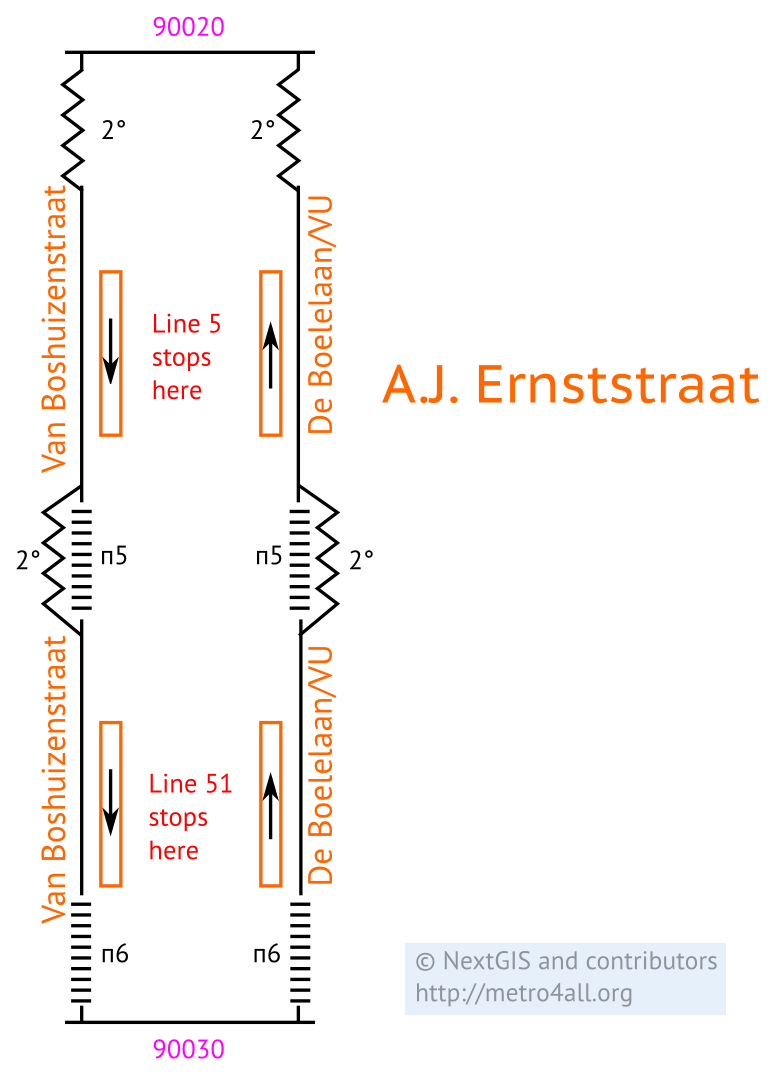 90020
2°
2°
Van Boshuizenstraat
De Boelelaan/VU
Line 5
stops
here
A.J. Ernststraat
2°
п5
п5
2°
Van Boshuizenstraat
De Boelelaan/VU
Line 51
stops
here
п6
п6
© NextGIS and contributors
http://metro4all.org
90030